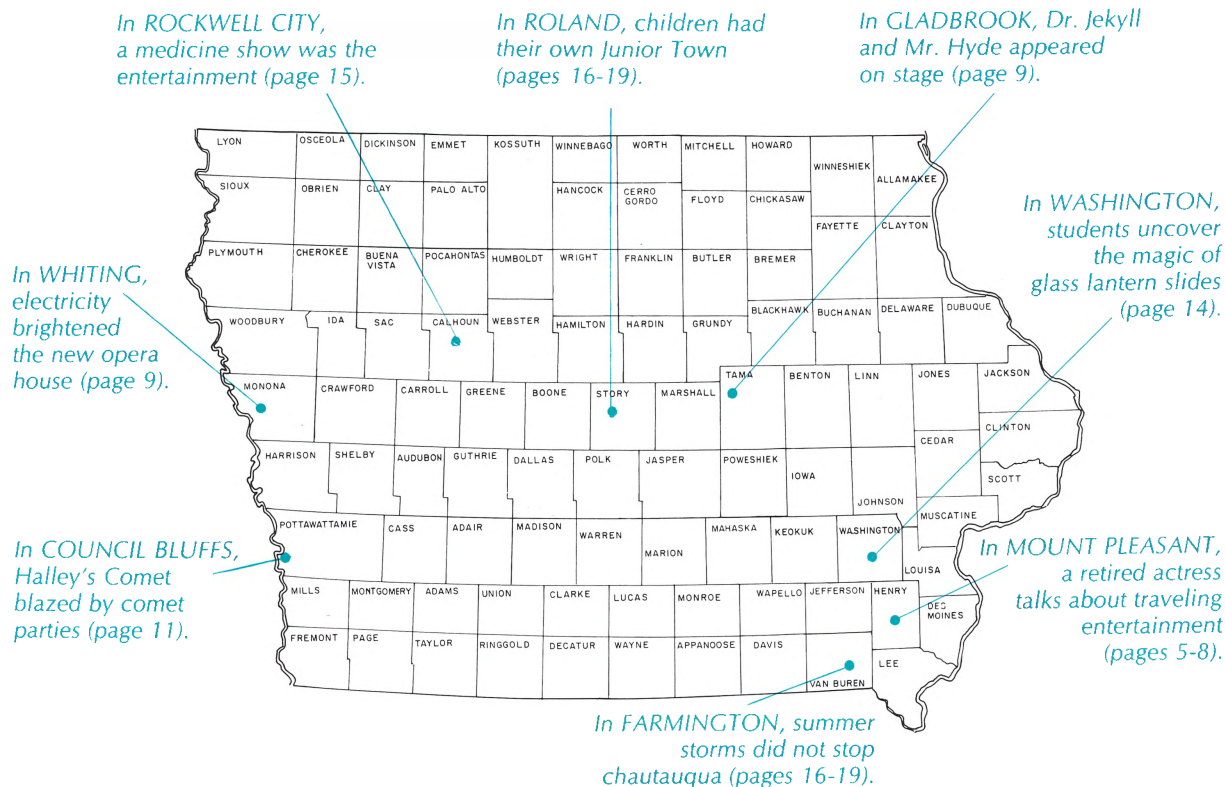 In ROCKWELL CITY,
a medicine show was the
entertainment (page 15).
In ROLAND, children had
their own Junior Town
(pages 16-19).
In GLADBROOK, Dr. Jekyll
and Mr. Hyde appeared
on stage (page 9).
In WASHINGTON,
students uncover
the magic of
glass lantern slides
(page 14).
In WHITING,
electricity
brightened
the new opera
house (page 9).
In COUNCIL BLUFFS,
Halley's Comet
blazed by comet
parties (page 11).
In MOUNT PLEASANT,
a retired actress
talks about traveling
entertainment
(pages 5-8).
In FARMINGTON, summer
storms did not stop
chautauqua (pages 16-19).
LYON
OSCEOLA
DICKINSON
EMMET
KOSSUTH
WINNEBAGO
WORTH
MITCHELL
HOWARD
WINNESHIEK
ALLAMAKEE
SIOUX
OBRIEN
CLAY
PALO ALTO
HANCOCK
CERRO
GORDO
FLOYD
CHICKASAW
FAYETTE
CLAYTON
PLYMOUTH
CHEROKEE
BUENA
VISTA
POCAHONTAS
HUMBOLDT
WRIGHT
FRANKLIN
BUTLER
BREMER
WOODBURY
IDA
SAC
CALHOUN
WEBSTER
HAMILTON
HARDIN
GRUNDY
BLACKHAWK
BUCHANAN
DELAWARE
DUBUQUE
MONONA
CRAWFORD
CARROLL
GREENE
BOONE
STORY
MARSHALL
TAMA
BENTON
LINN
JONES
JACKSON
CLINTON
CEDAR
HARRISON
SHELBY
AUDUBON
GUTHRIE
DALLAS
POLK
JASPER
POWESHIEK
IOWA
JOHNSON
SCOTT
MUSCATINE
POTTAWATTAMIE
CASS
ADAIR
MADISON
WARREN
MARION
MAHASKA
KEOKUK
WASHINGTON
LOUISA
MILLS
MONTGOMERY
ADAMS
UNION
CLARKE
LUCAS
MONROE
WAPELLO
JEFFERSON
HENRY
DES
MOINES
FREMONT
PAGE
TAYLOR
RINGGOLD
DECATUR
WAYNE
APPANOOSE
DAVIS
VAN BUREN
LEE